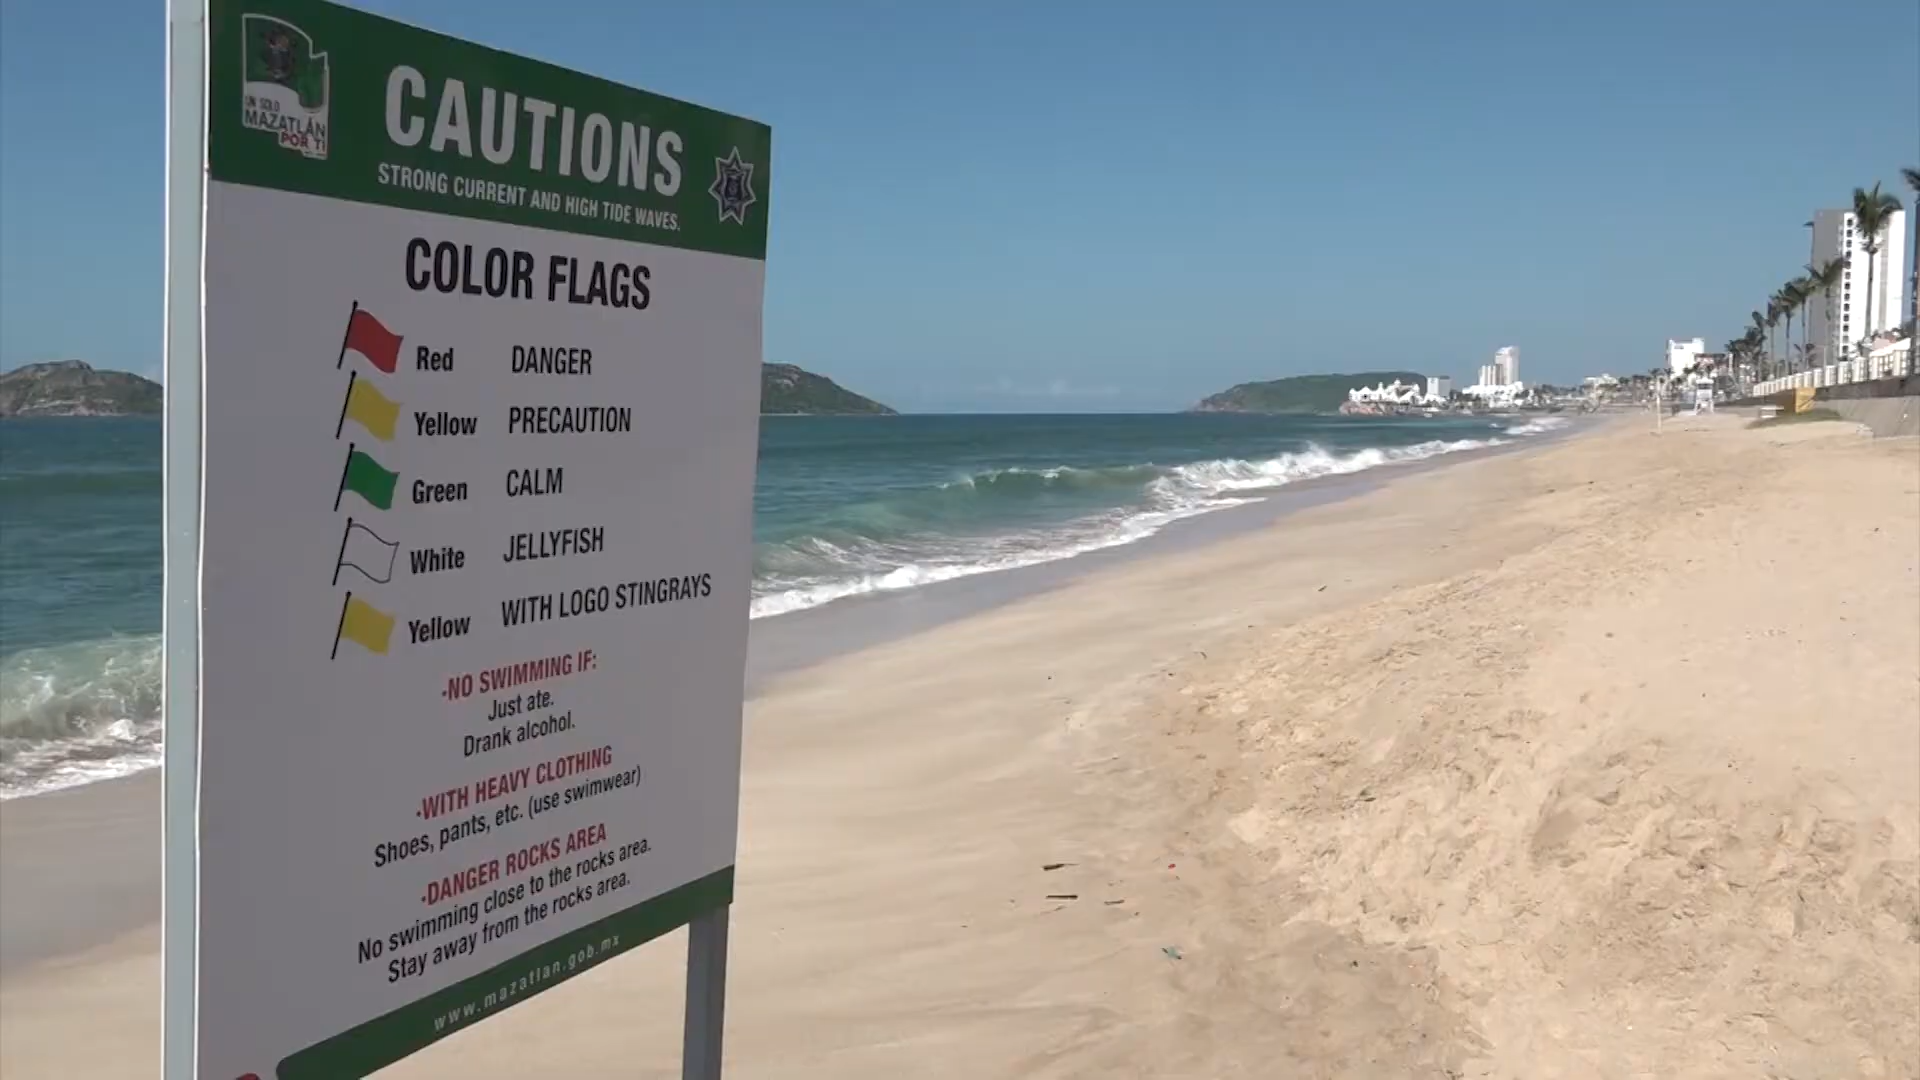 UN SOLO
MAZATLÁN
POR TI
CAUTIONS
STRONG CURRENT AND HIGH TIDE WAVES.
COLOR FLAGS
Red DANGER
Yellow PRECAUTION
Green CALM
White JELLYFISH
Yellow WITH LOGO STINGRAYS
·NO SWIMMING IF:
Just ate.
Drank alcohol.
·WITH HEAVY CLOTHING
Shoes, pants, etc. (use swimwear)
·DANGER ROCKS AREA
No swimming close to the rocks area.
Stay away from the rocks area.
www.mazatlan.gob.mx